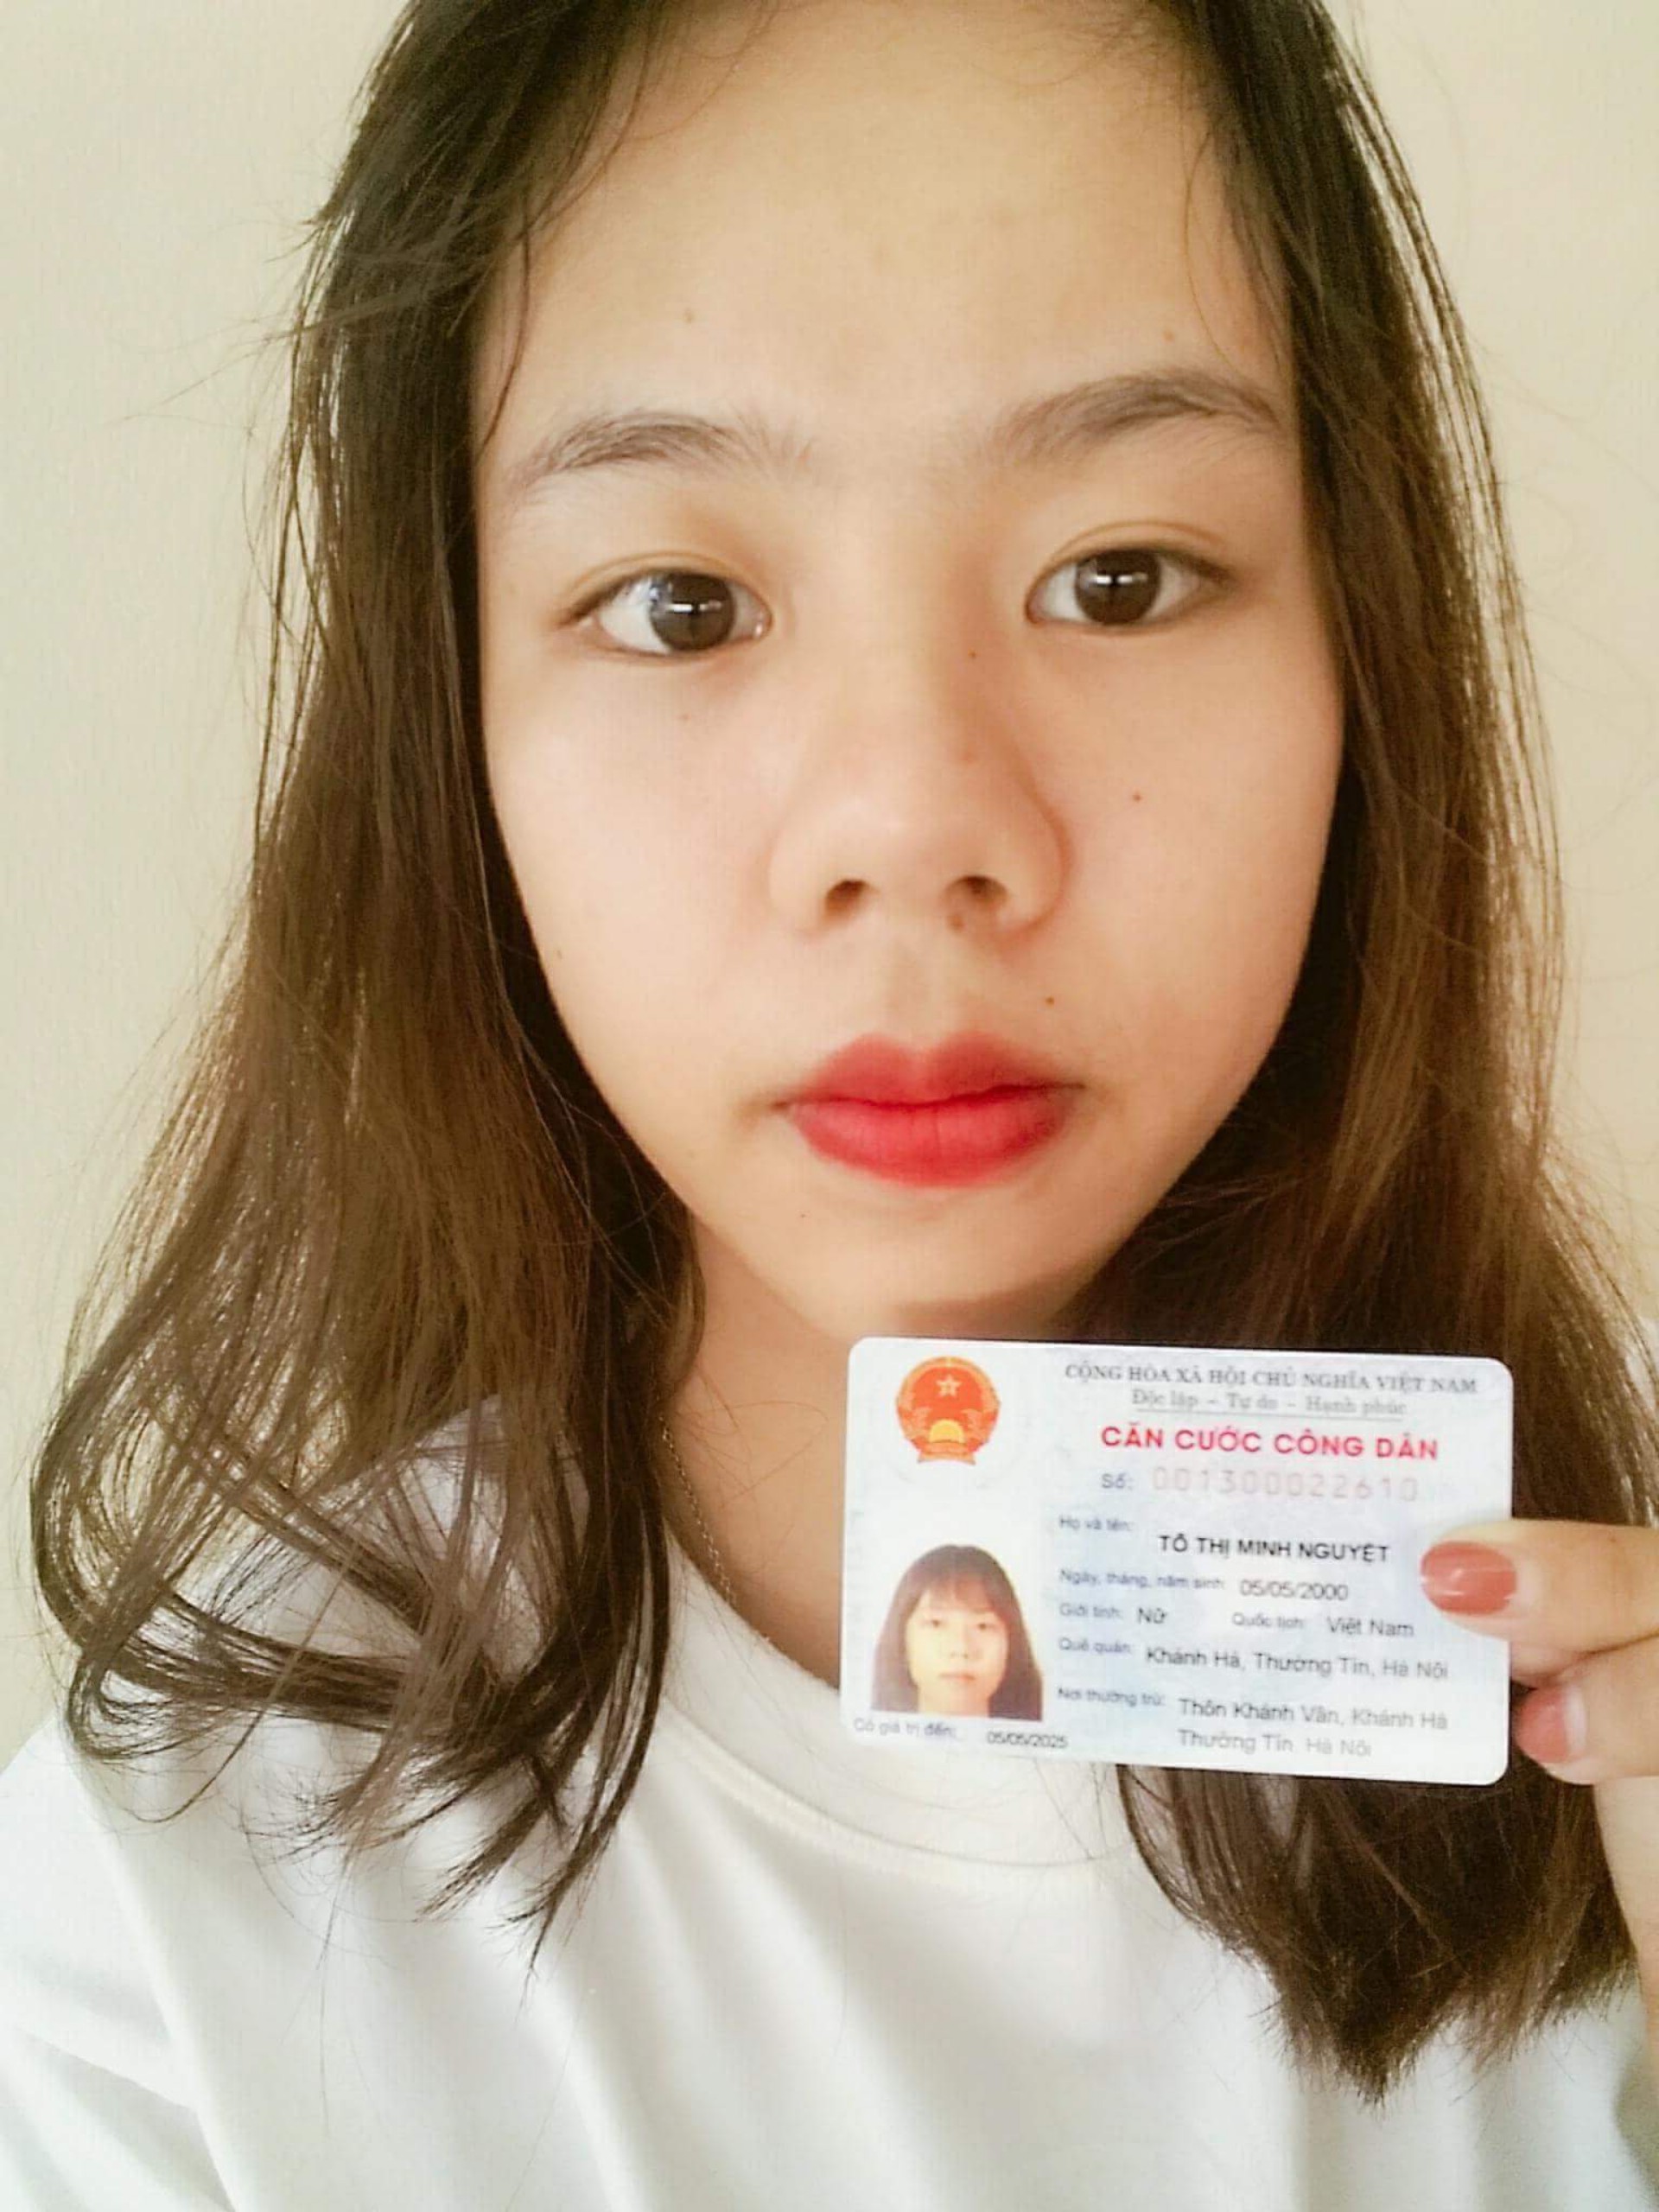 CỘNG HÒA XÃ HỘI CHỦ NGHĨA VIỆT NAM
Độc lập – Tự do – Hạnh phúc
CĂN CƯỚC CÔNG DÂN
Số: 001300022610
Họ và tên:
TÔ THỊ MINH NGUYỆT
Ngày, tháng, năm sinh: 05/05/2000
Giới tính: Nữ Quốc tịch: Việt Nam
Quê quán: Khánh Hà, Thường Tín, Hà Nội
Nơi thường trú: Thôn Khánh Vân, Khánh Hà
Thường Tín, Hà Nội
Có giá trị đến: 05/05/2025